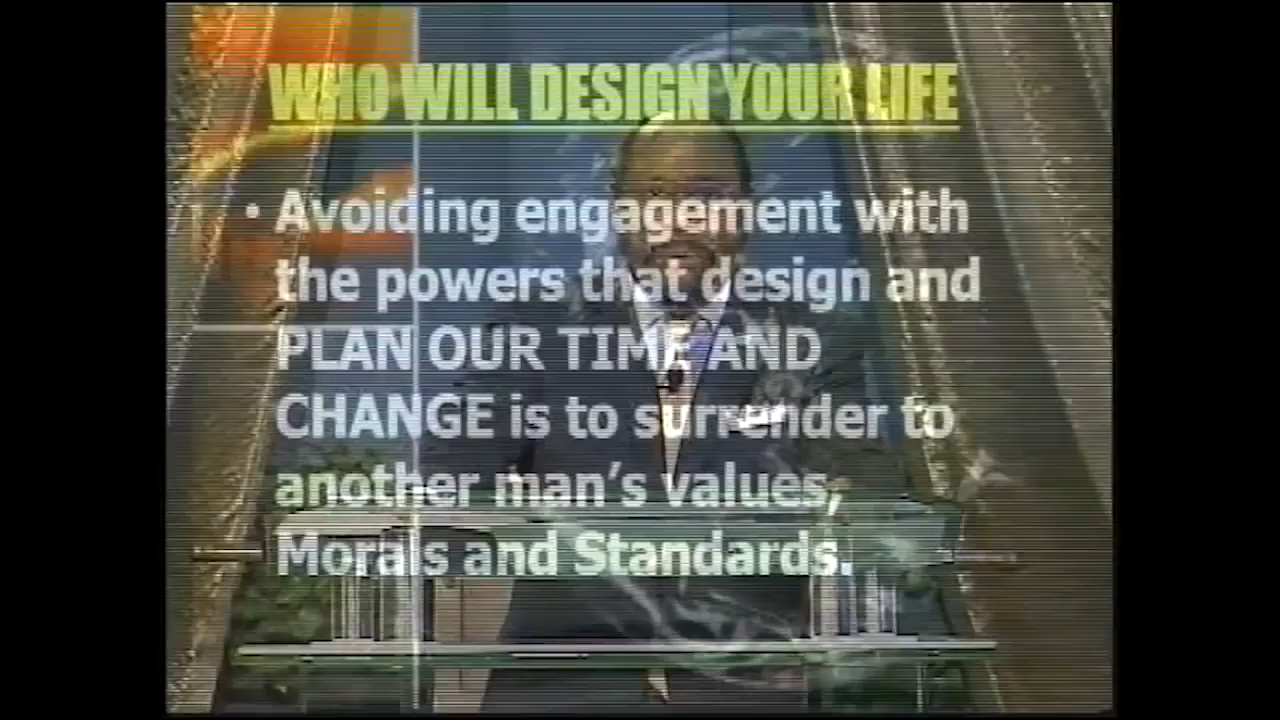 WHO WILL DESIGN YOUR LIFE
• Avoiding engagement with
the powers that design and
PLAN OUR TIME AND
CHANGE is to surrender to
another man's values,
Morals and Standards.